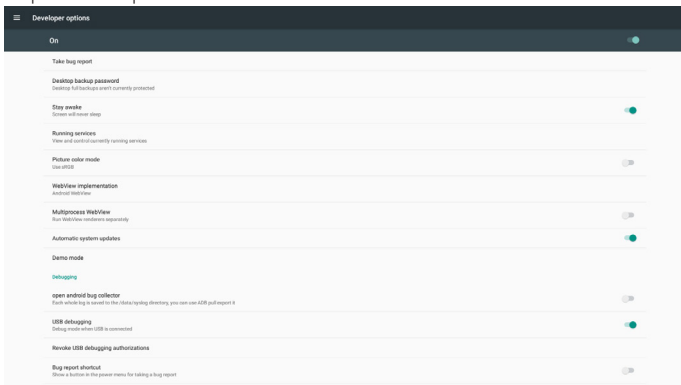 Developer options
On
Take bug report
Desktop backup password
Desktop full backups aren't currently protected
Stay awake
Screen will never sleep
Running services
View and control currently running services
Picture color mode
Use sRGB
WebView implementation
Android WebView
Multiprocess WebView
Run WebView renderers separately
Automatic system updates
Demo mode
Debugging
open android bug collector
Each whole log is saved to the /data/syslog directory, you can use ADB pull export it
USB debugging
Debug mode when USB is connected
Revoke USB debugging authorizations
Bug report shortcut
Show a button in the power menu for taking a bug report